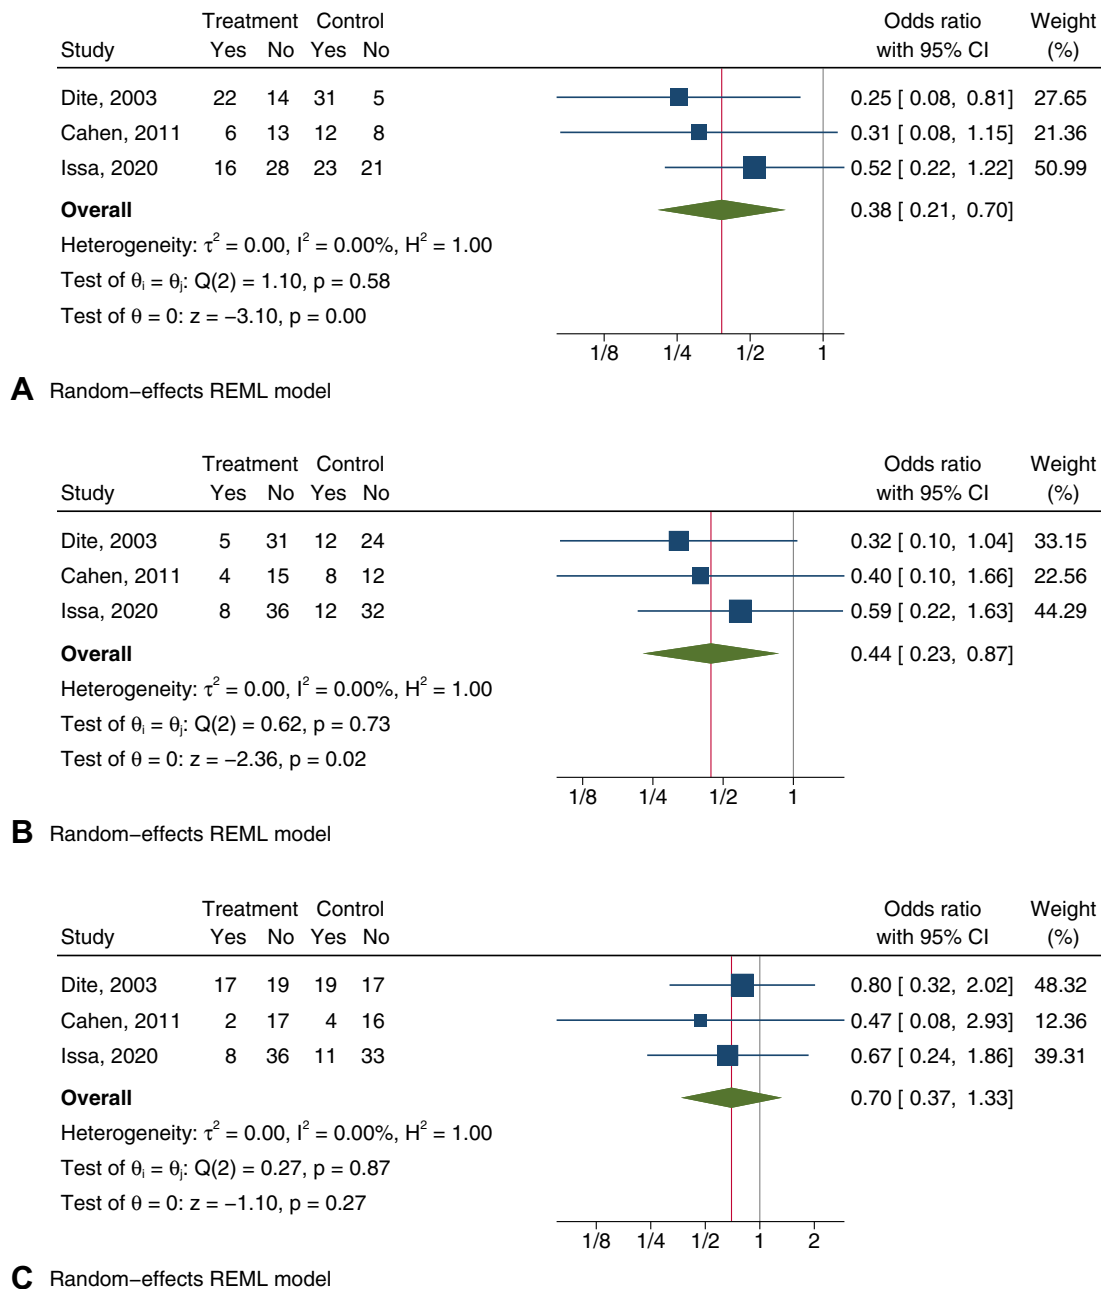 Treatment Control Odds ratio Weight
Study Yes No Yes No with 95% CI (%)
Dite, 2003 22 14 31 5 0.25 [ 0.08, 0.81] 27.65
Cahen, 2011 6 13 12 8 0.31 [ 0.08, 1.15] 21.36
Issa, 2020 16 28 23 21 0.52 [ 0.22, 1.22] 50.99
Overall 0.38 [ 0.21, 0.70]
Heterogeneity: τ² = 0.00, I² = 0.00%, H² = 1.00
Test of θᵢ = θⱼ: Q(2) = 1.10, p = 0.58
Test of θ = 0: z = −3.10, p = 0.00
1/8 1/4 1/2 1
A Random−effects REML model
Treatment Control Odds ratio Weight
Study Yes No Yes No with 95% CI (%)
Dite, 2003 5 31 12 24 0.32 [ 0.10, 1.04] 33.15
Cahen, 2011 4 15 8 12 0.40 [ 0.10, 1.66] 22.56
Issa, 2020 8 36 12 32 0.59 [ 0.22, 1.63] 44.29
Overall 0.44 [ 0.23, 0.87]
Heterogeneity: τ² = 0.00, I² = 0.00%, H² = 1.00
Test of θᵢ = θⱼ: Q(2) = 0.62, p = 0.73
Test of θ = 0: z = −2.36, p = 0.02
1/8 1/4 1/2 1
B Random−effects REML model
Treatment Control Odds ratio Weight
Study Yes No Yes No with 95% CI (%)
Dite, 2003 17 19 19 17 0.80 [ 0.32, 2.02] 48.32
Cahen, 2011 2 17 4 16 0.47 [ 0.08, 2.93] 12.36
Issa, 2020 8 36 11 33 0.67 [ 0.24, 1.86] 39.31
Overall 0.70 [ 0.37, 1.33]
Heterogeneity: τ² = 0.00, I² = 0.00%, H² = 1.00
Test of θᵢ = θⱼ: Q(2) = 0.27, p = 0.87
Test of θ = 0: z = −1.10, p = 0.27
1/8 1/4 1/2 1 2
C Random−effects REML model